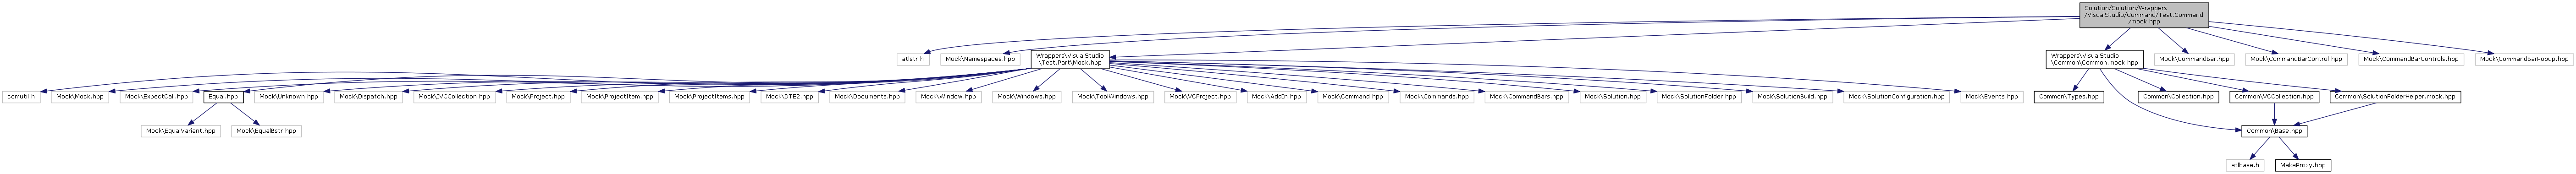 Solution/Solution/Wrappers
/VisualStudio/Command/Test.Command
/mock.hpp
atlstr.h
Mock\Namespaces.hpp
Wrappers\VisualStudio
\Test.Part\Mock.hpp
Wrappers\VisualStudio
\Common\Common.mock.hpp
Mock\CommandBar.hpp
Mock\CommandBarControl.hpp
Mock\CommandBarControls.hpp
Mock\CommandBarPopup.hpp
comutil.h
Mock\Mock.hpp
Mock\ExpectCall.hpp
Equal.hpp
Mock\Unknown.hpp
Mock\Dispatch.hpp
Mock\IVCCollection.hpp
Mock\Project.hpp
Mock\ProjectItem.hpp
Mock\ProjectItems.hpp
Mock\DTE2.hpp
Mock\Documents.hpp
Mock\Window.hpp
Mock\Windows.hpp
Mock\ToolWindows.hpp
Mock\VCProject.hpp
Mock\AddIn.hpp
Mock\Command.hpp
Mock\Commands.hpp
Mock\CommandBars.hpp
Mock\Solution.hpp
Mock\SolutionFolder.hpp
Mock\SolutionBuild.hpp
Mock\SolutionConfiguration.hpp
Mock\Events.hpp
Common\Types.hpp
Common\Collection.hpp
Common\VCCollection.hpp
Common\SolutionFolderHelper.mock.hpp
Mock\EqualVariant.hpp
Mock\EqualBstr.hpp
Common\Base.hpp
atlbase.h
MakeProxy.hpp